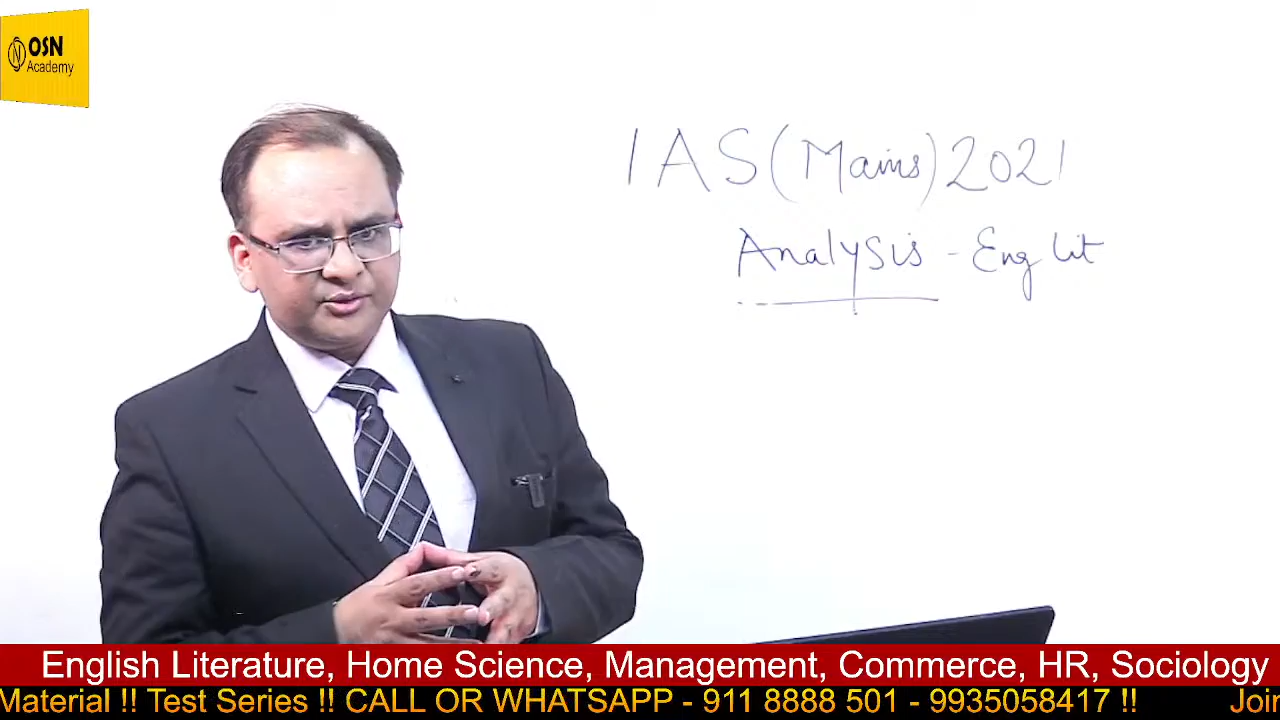 OSN
Academy
IAS (Mains) 2021
Analysis - Eng Lit
English Literature, Home Science, Management, Commerce, HR, Sociology
Material !! Test Series !! CALL OR WHATSAPP - 911 8888 501 - 9935058417 !! Join